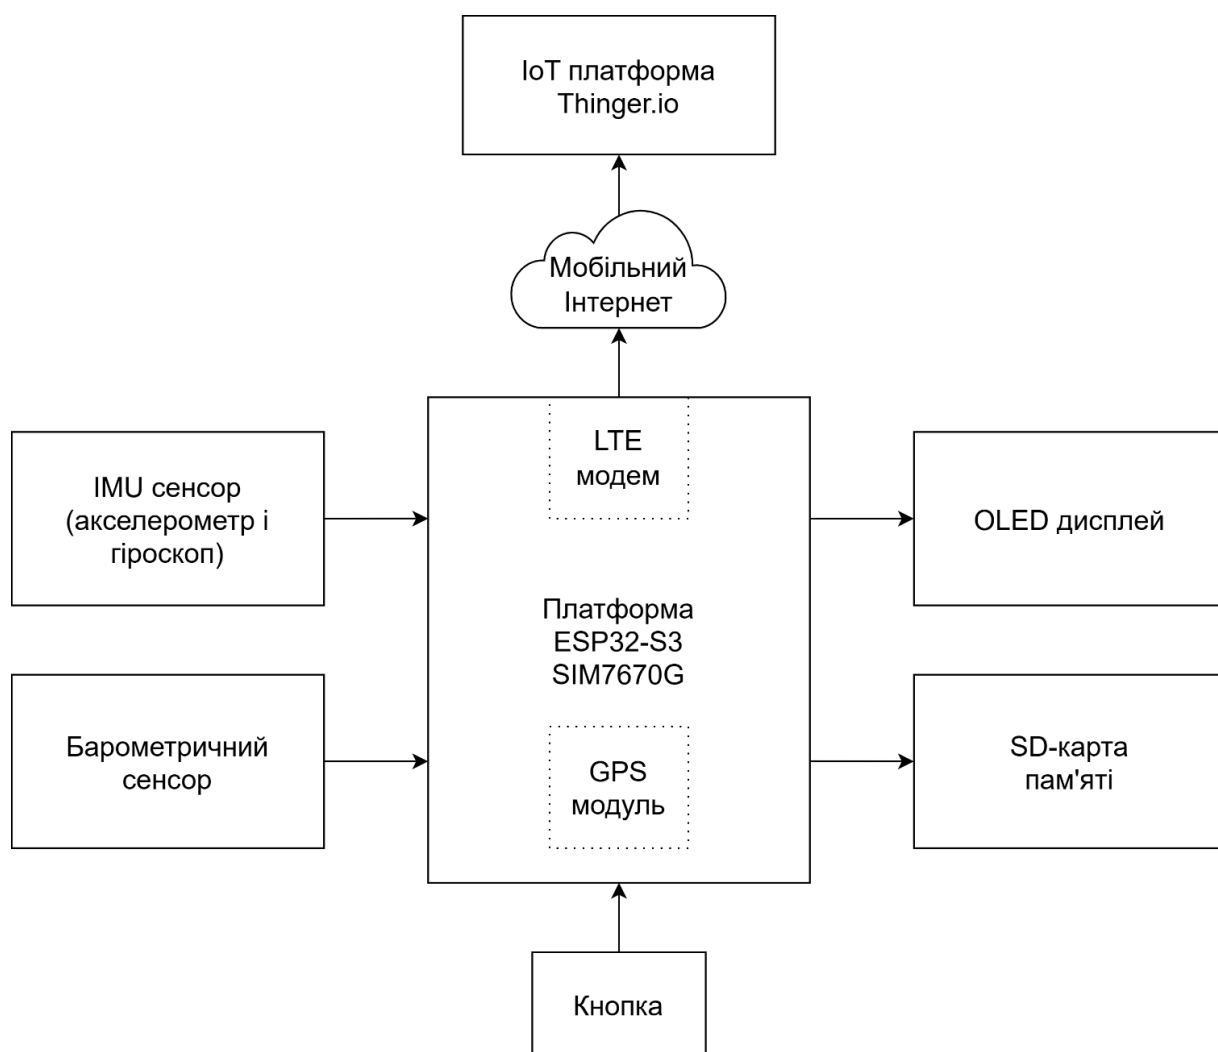 IoT платформа
Thinger.io
Мобільний
Інтернет
LTE
модем
IMU сенсор
(акселерометр і
гіроскоп)
OLED дисплей
Платформа
ESP32-S3
SIM7670G
Барометричний
сенсор
GPS
модуль
SD-карта
пам'яті
Кнопка